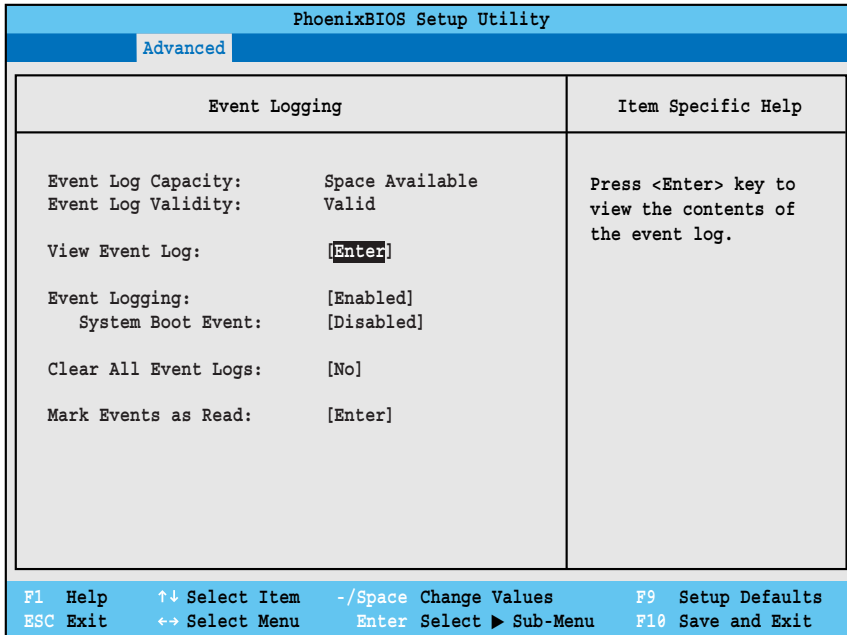 PhoenixBIOS Setup Utility
Advanced
Event Logging
Item Specific Help
Event Log Capacity: Space Available
Event Log Validity: Valid
View Event Log: [Enter]
Event Logging: [Enabled]
System Boot Event: [Disabled]
Clear All Event Logs: [No]
Mark Events as Read: [Enter]
Press <Enter> key to
view the contents of
the event log.
F1 Help ↑↓ Select Item -/Space Change Values F9 Setup Defaults
ESC Exit ←→ Select Menu Enter Select ▶ Sub-Menu F10 Save and Exit